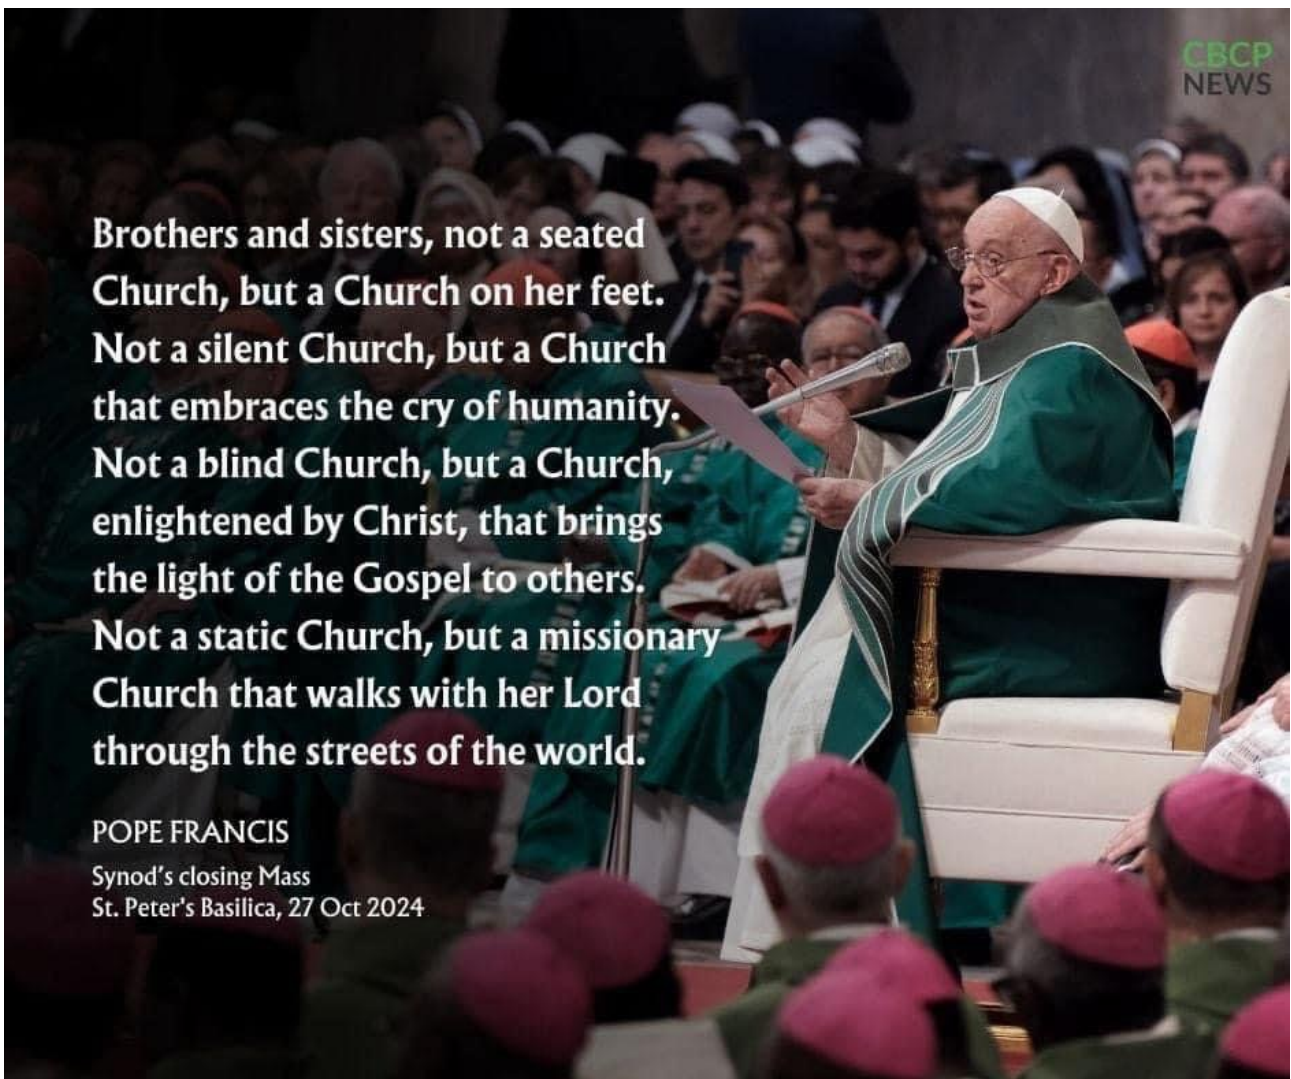 CBCP
NEWS
Brothers and sisters, not a seated
Church, but a Church on her feet.
Not a silent Church, but a Church
that embraces the cry of humanity.
Not a blind Church, but a Church,
enlightened by Christ, that brings
the light of the Gospel to others.
Not a static Church, but a missionary
Church that walks with her Lord
through the streets of the world.
POPE FRANCIS
Synod's closing Mass
St. Peter's Basilica, 27 Oct 2024